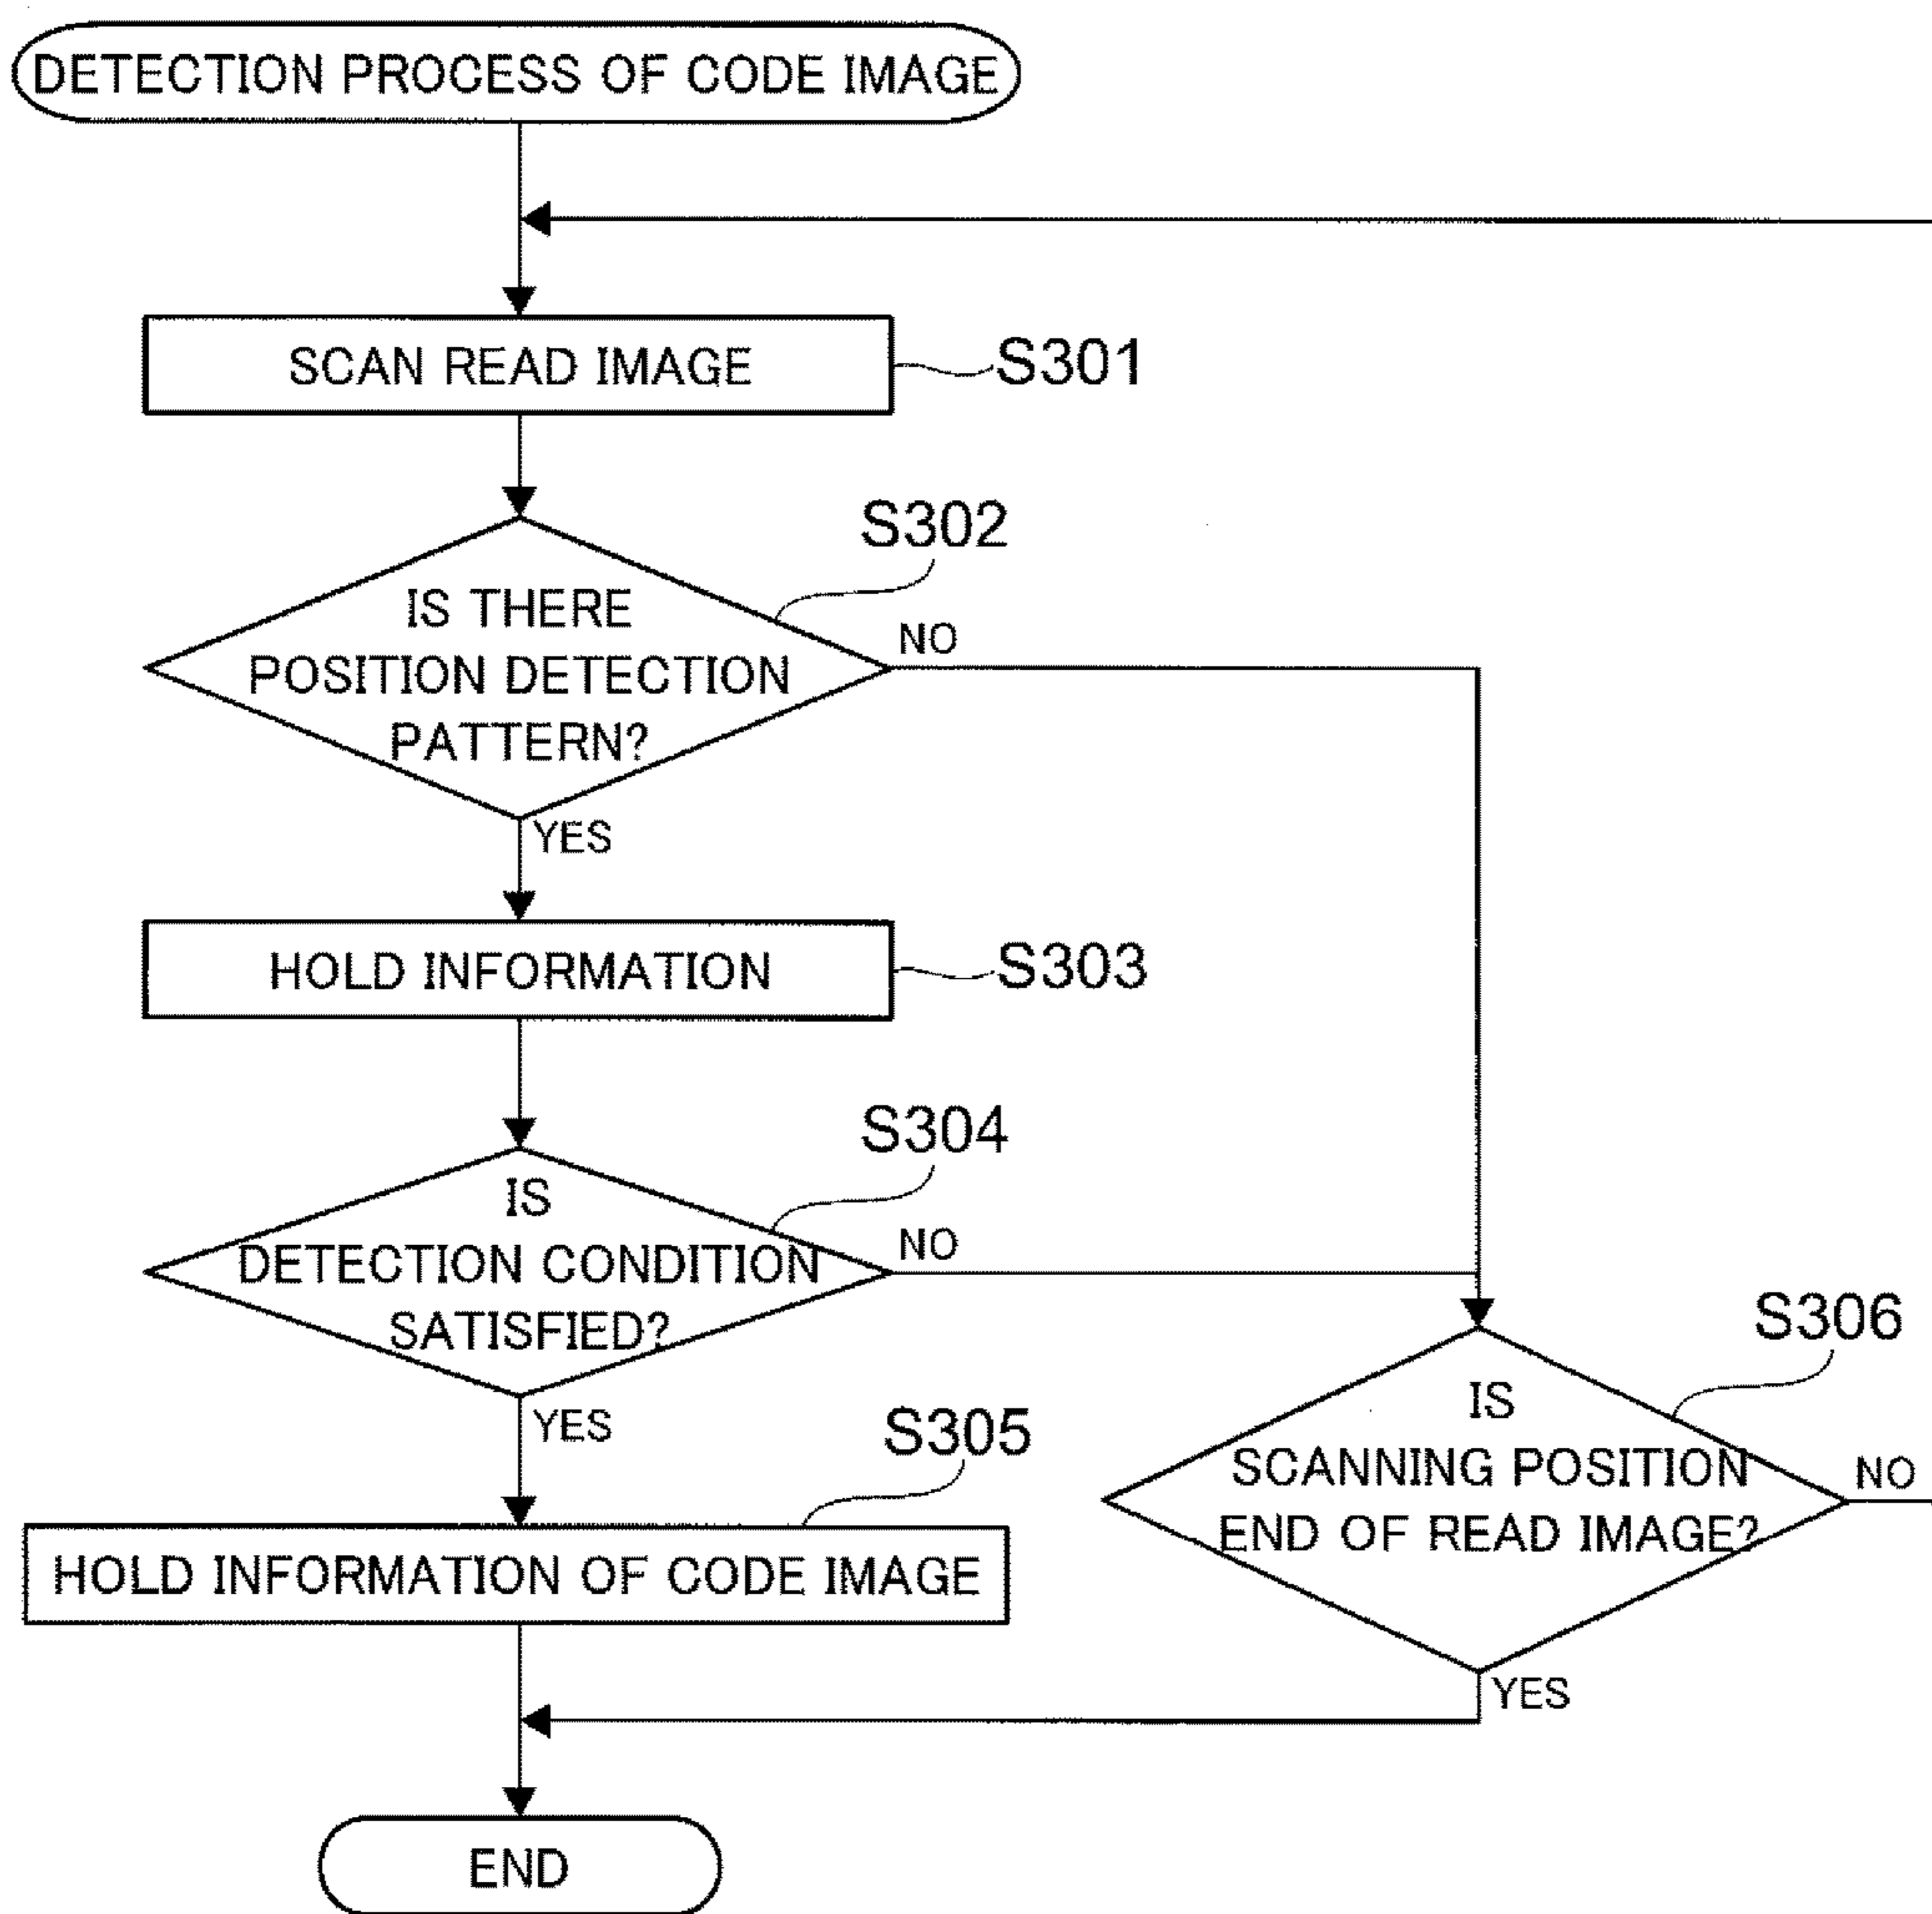 DETECTION PROCESS OF CODE IMAGE
SCAN READ IMAGE
S301
S302
IS THERE
POSITION DETECTION
PATTERN?
NO
YES
HOLD INFORMATION
S303
S304
IS
DETECTION CONDITION
SATISFIED?
NO
YES
S305
HOLD INFORMATION OF CODE IMAGE
S306
IS
SCANNING POSITION
END OF READ IMAGE?
NO
YES
END